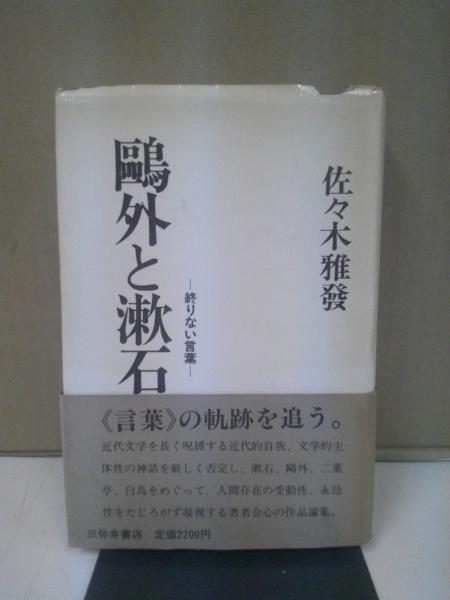 佐々木雅發
鷗外と漱石
―終りない言葉―
《言葉》の軌跡を追う。
近代文学を長く呪縛する近代的自我、文学的主
体性の神話を厳しく否定し、漱石、鷗外、二葉
亭、白鳥をめぐって、人間存在の受動性、永劫
性をたじろがず凝視する著者会心の作品論集。
三弥井書店 定価2200円